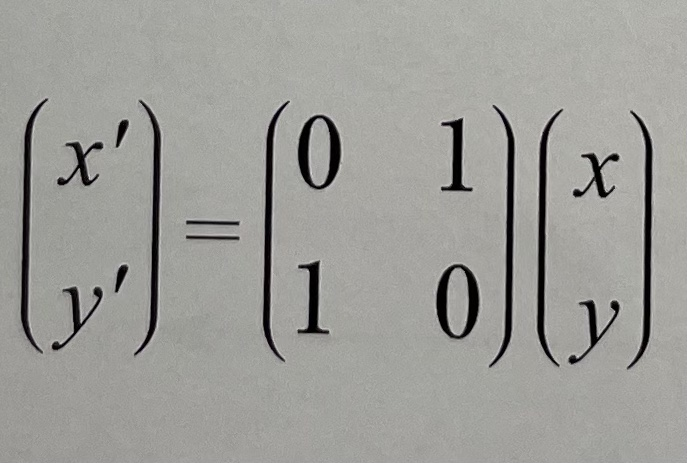 (x′ y′) = (0 1 1 0) (x y)